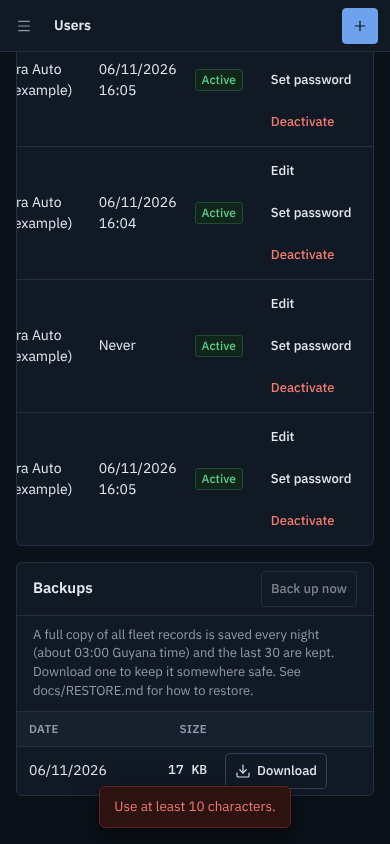 Users
ra Auto 06/11/2026 Active Set password
example) 16:05
Deactivate
Edit
ra Auto 06/11/2026 Active Set password
example) 16:04
Deactivate
Edit
ra Auto Never Active Set password
example)
Deactivate
Edit
ra Auto 06/11/2026 Active Set password
example) 16:05
Deactivate
Backups Back up now
A full copy of all fleet records is saved every night
(about 03:00 Guyana time) and the last 30 are kept.
Download one to keep it somewhere safe. See
docs/RESTORE.md for how to restore.
DATE SIZE
06/11/2026 17 KB Download
Use at least 10 characters.